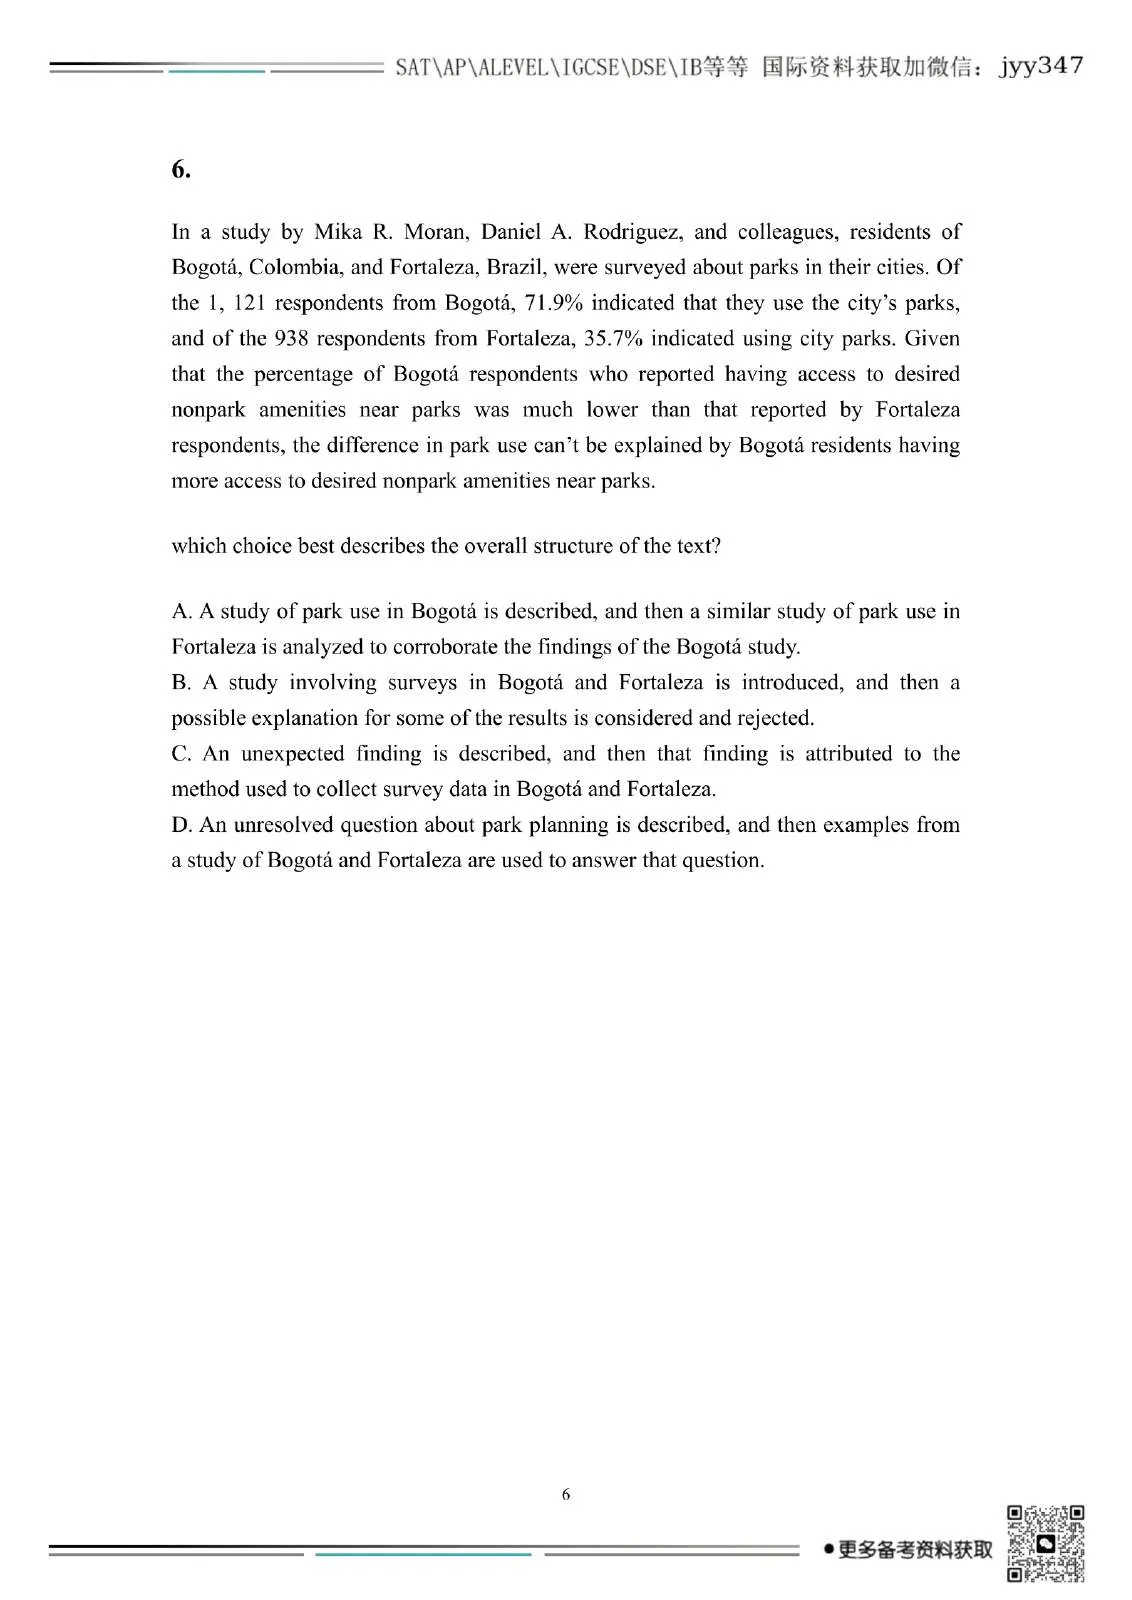 SAT\AP\ALEVEL\IGCSE\DSE\IB等等 国际资料获取加微信：jyy347
6.
In a study by Mika R. Moran, Daniel A. Rodriguez, and colleagues, residents of
Bogotá, Colombia, and Fortaleza, Brazil, were surveyed about parks in their cities. Of
the 1, 121 respondents from Bogotá, 71.9% indicated that they use the city’s parks,
and of the 938 respondents from Fortaleza, 35.7% indicated using city parks. Given
that the percentage of Bogotá respondents who reported having access to desired
nonpark amenities near parks was much lower than that reported by Fortaleza
respondents, the difference in park use can’t be explained by Bogotá residents having
more access to desired nonpark amenities near parks.
which choice best describes the overall structure of the text?
A. A study of park use in Bogotá is described, and then a similar study of park use in
Fortaleza is analyzed to corroborate the findings of the Bogotá study.
B. A study involving surveys in Bogotá and Fortaleza is introduced, and then a
possible explanation for some of the results is considered and rejected.
C. An unexpected finding is described, and then that finding is attributed to the
method used to collect survey data in Bogotá and Fortaleza.
D. An unresolved question about park planning is described, and then examples from
a study of Bogotá and Fortaleza are used to answer that question.
6
●更多备考资料获取